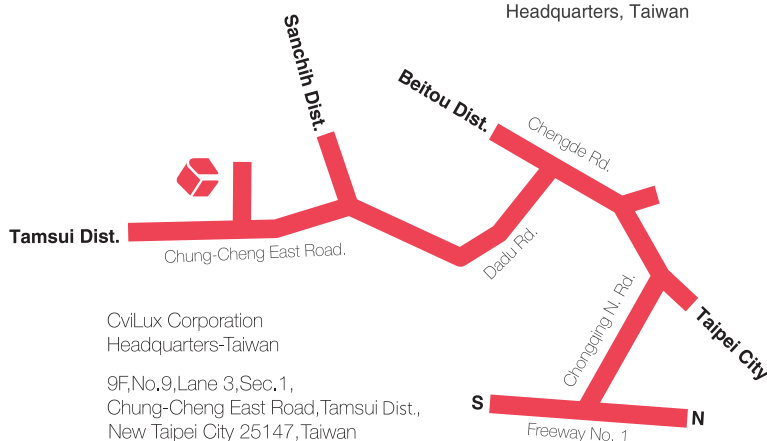 Headquarters, Taiwan
Sanchih Dist.
Beitou Dist.
Chengde Rd.
Tamsui Dist.
Chung-Cheng East Road.
Dadu Rd.
Chongqing N. Rd.
Taipei City
CviLux Corporation
Headquarters-Taiwan
9F,No.9,Lane 3,Sec.1,
Chung-Cheng East Road,Tamsui Dist.,
New Taipei City 25147,Taiwan
S
N
Freeway No. 1